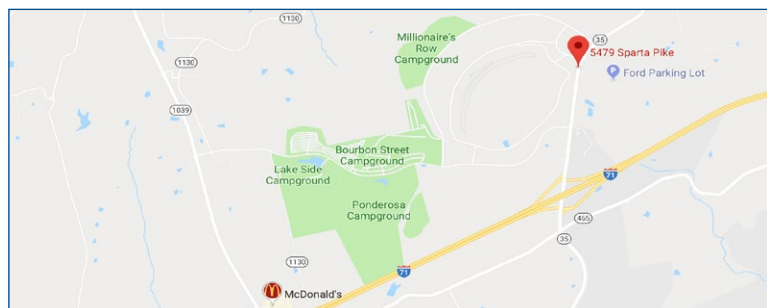 1130
35
Millionaire's
Row
Campground
5479 Sparta Pike
1130
P
Ford Parking Lot
1039
Bourbon Street
Campground
Lake Side
Campground
71
Ponderosa
Campground
465
35
1130
71
McDonald's